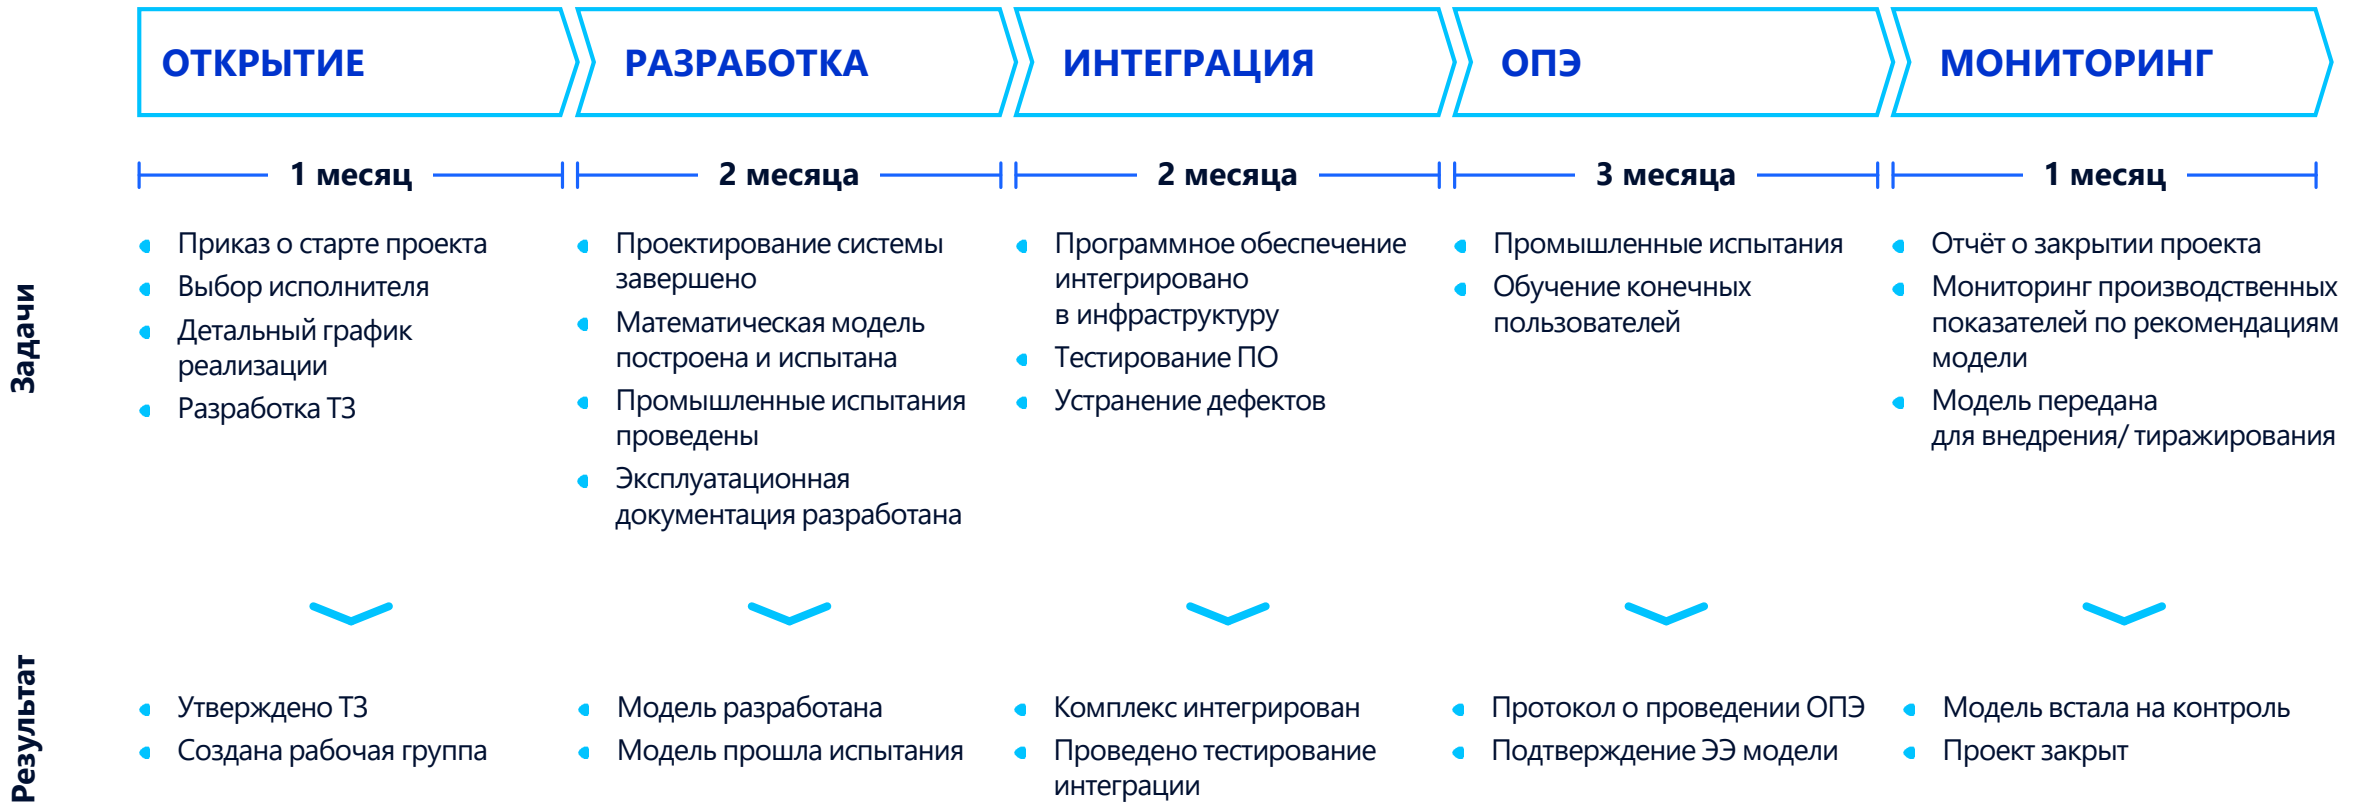 ОТКРЫТИЕ
РАЗРАБОТКА
ИНТЕГРАЦИЯ
ОПЭ
МОНИТОРИНГ
1 месяц
2 месяца
2 месяца
3 месяца
1 месяц
Задачи
Приказ о старте проекта
Выбор исполнителя
Детальный график
реализации
Разработка ТЗ
Проектирование системы
завершено
Математическая модель
построена и испытана
Промышленные испытания
проведены
Эксплуатационная
документация разработана
Программное обеспечение
интегрировано
в инфраструктуру
Тестирование ПО
Устранение дефектов
Промышленные испытания
Обучение конечных
пользователей
Отчёт о закрытии проекта
Мониторинг производственных
показателей по рекомендациям
модели
Модель передана
для внедрения/ тиражирования
Результат
Утверждено ТЗ
Создана рабочая группа
Модель разработана
Модель прошла испытания
Комплекс интегрирован
Проведено тестирование
интеграции
Протокол о проведении ОПЭ
Подтверждение ЭЭ модели
Модель встала на контроль
Проект закрыт